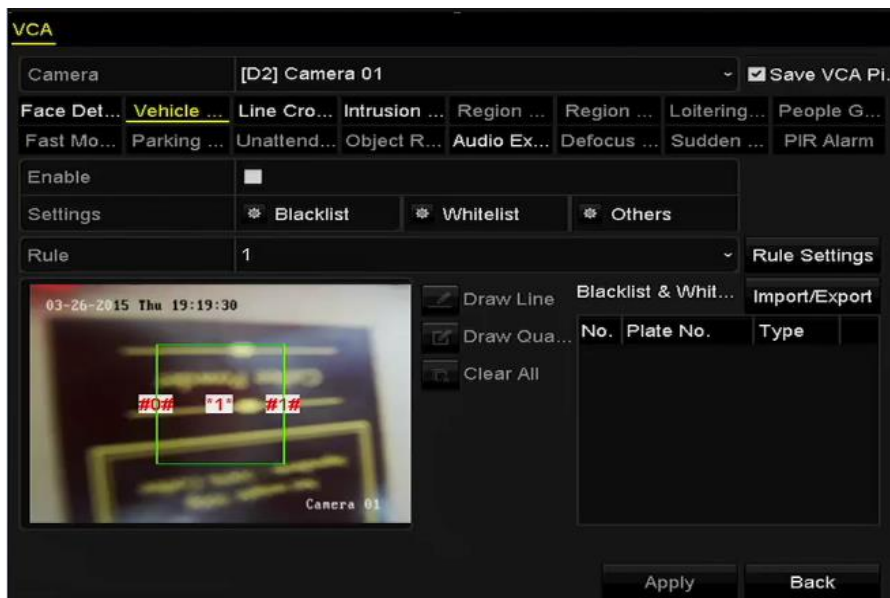 VCA
Camera [D2] Camera 01 Save VCA Pi.
Face Det... Vehicle ... Line Cro... Intrusion ... Region ... Region ... Loitering... People G...
Fast Mo... Parking ... Unattend... Object R... Audio Ex... Defocus ... Sudden ... PIR Alarm
Enable
Settings Blacklist Whitelist Others
Rule 1 Rule Settings
03-26-2015 Thu 19:19:30
Draw Line
Blacklist & Whit... Import/Export
Draw Qua...
No. Plate No. Type
Clear All
#0# *1* #1#
Camera 01
Apply Back